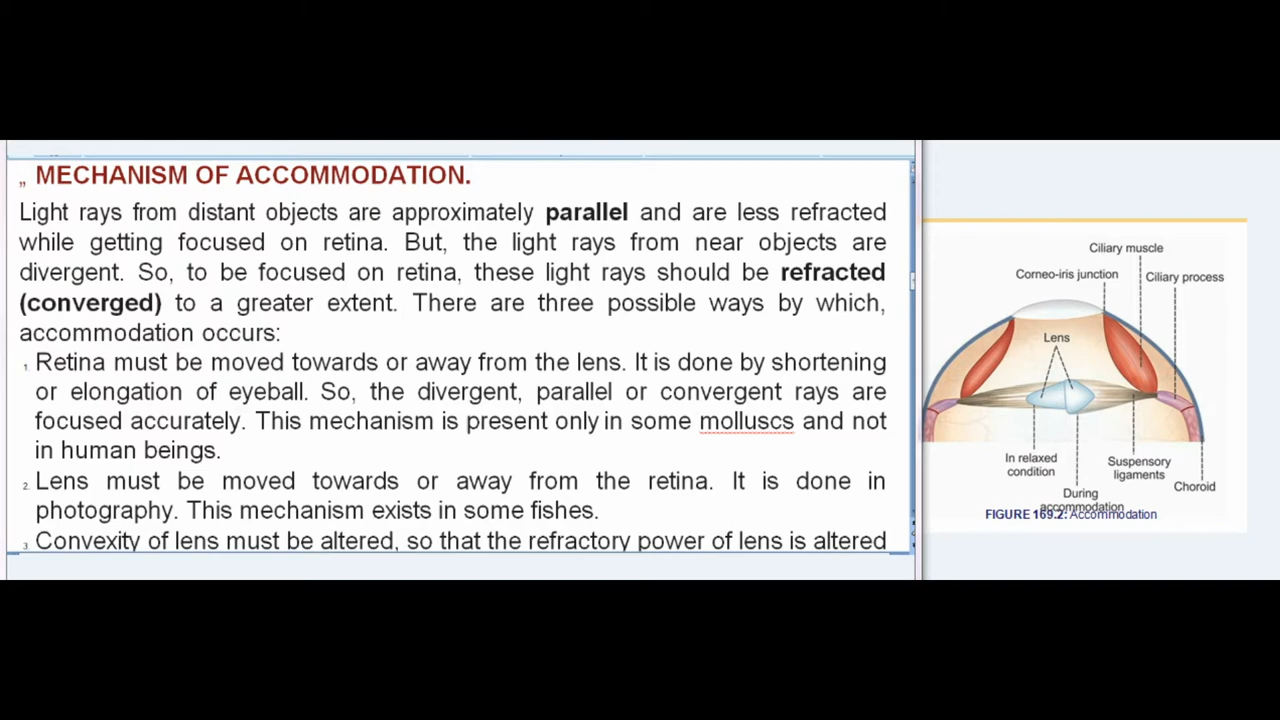 „ MECHANISM OF ACCOMMODATION.
Light rays from distant objects are approximately parallel and are less refracted
while getting focused on retina. But, the light rays from near objects are
divergent. So, to be focused on retina, these light rays should be refracted
(converged) to a greater extent. There are three possible ways by which,
accommodation occurs:
1. Retina must be moved towards or away from the lens. It is done by shortening
or elongation of eyeball. So, the divergent, parallel or convergent rays are
focused accurately. This mechanism is present only in some molluscs and not
in human beings.
2. Lens must be moved towards or away from the retina. It is done in
photography. This mechanism exists in some fishes.
3. Convexity of lens must be altered, so that the refractory power of lens is altered
Ciliary muscle
Corneo-iris junction
Ciliary process
Lens
In relaxed
condition
Suspensory
ligaments
Choroid
During
accommodation
FIGURE 169.2: Accommodation